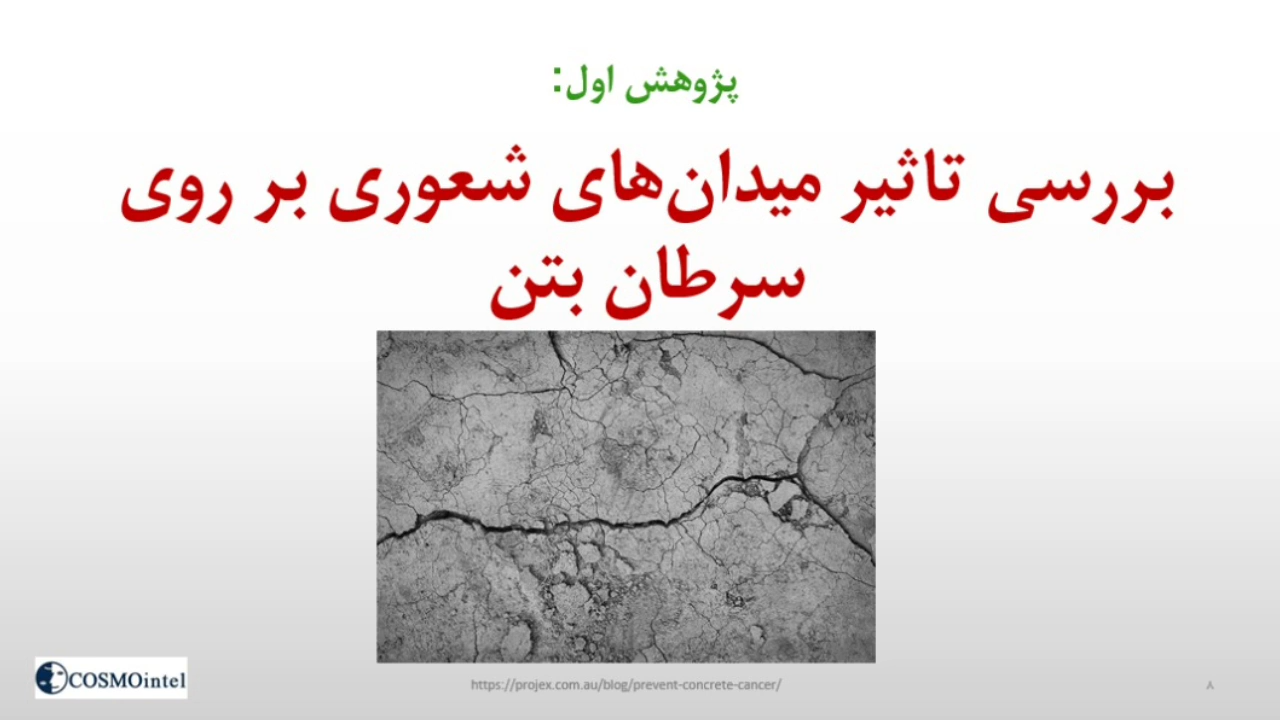 پژوهش اول:
بررسی تاثیر میدان‌های شعوری بر روی
سرطان بتن
COSMOintel
https://projex.com.au/blog/prevent-concrete-cancer/
۸